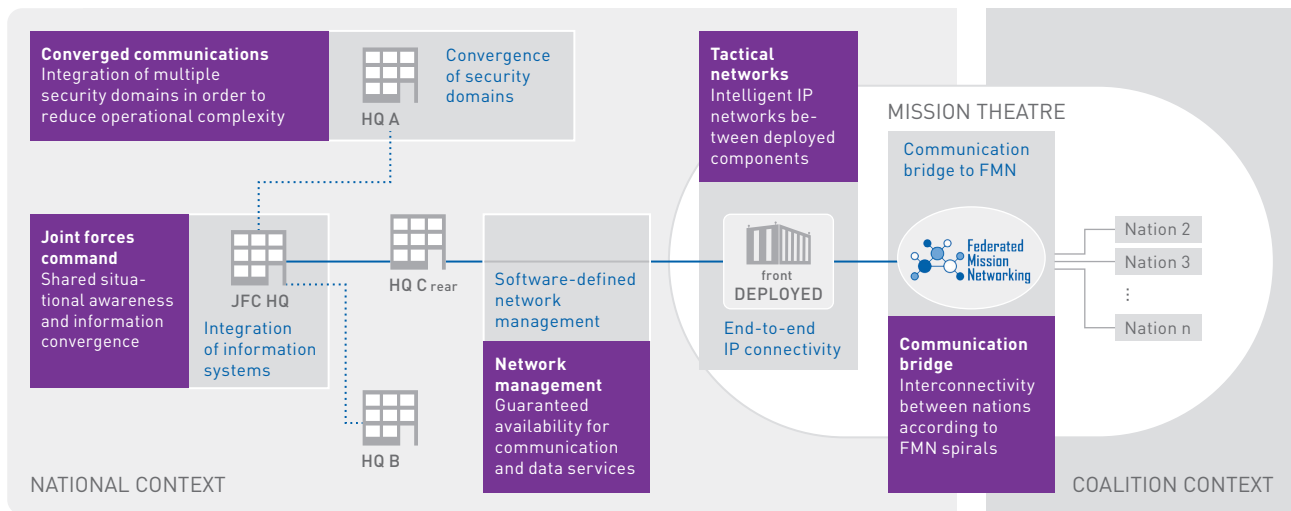 Converged communications
Integration of multiple
security domains in order to
reduce operational complexity
HQ A
Convergence
of security
domains
Joint forces
command
Shared situa-
tional awareness
and information
convergence
JFC HQ
Integration
of information
systems
HQ C rear
HQ B
Software-defined
network
management
Network
management
Guaranteed
availability for
communication
and data services
Tactical
networks
Intelligent IP
networks be-
tween deployed
components
front
DEPLOYED
End-to-end
IP connectivity
MISSION THEATRE
Communication
bridge to FMN
Federated
Mission
Networking
Communication
bridge
Interconnectivity
between nations
according to
FMN spirals
Nation 2
Nation 3
⋮
Nation n
NATIONAL CONTEXT
COALITION CONTEXT